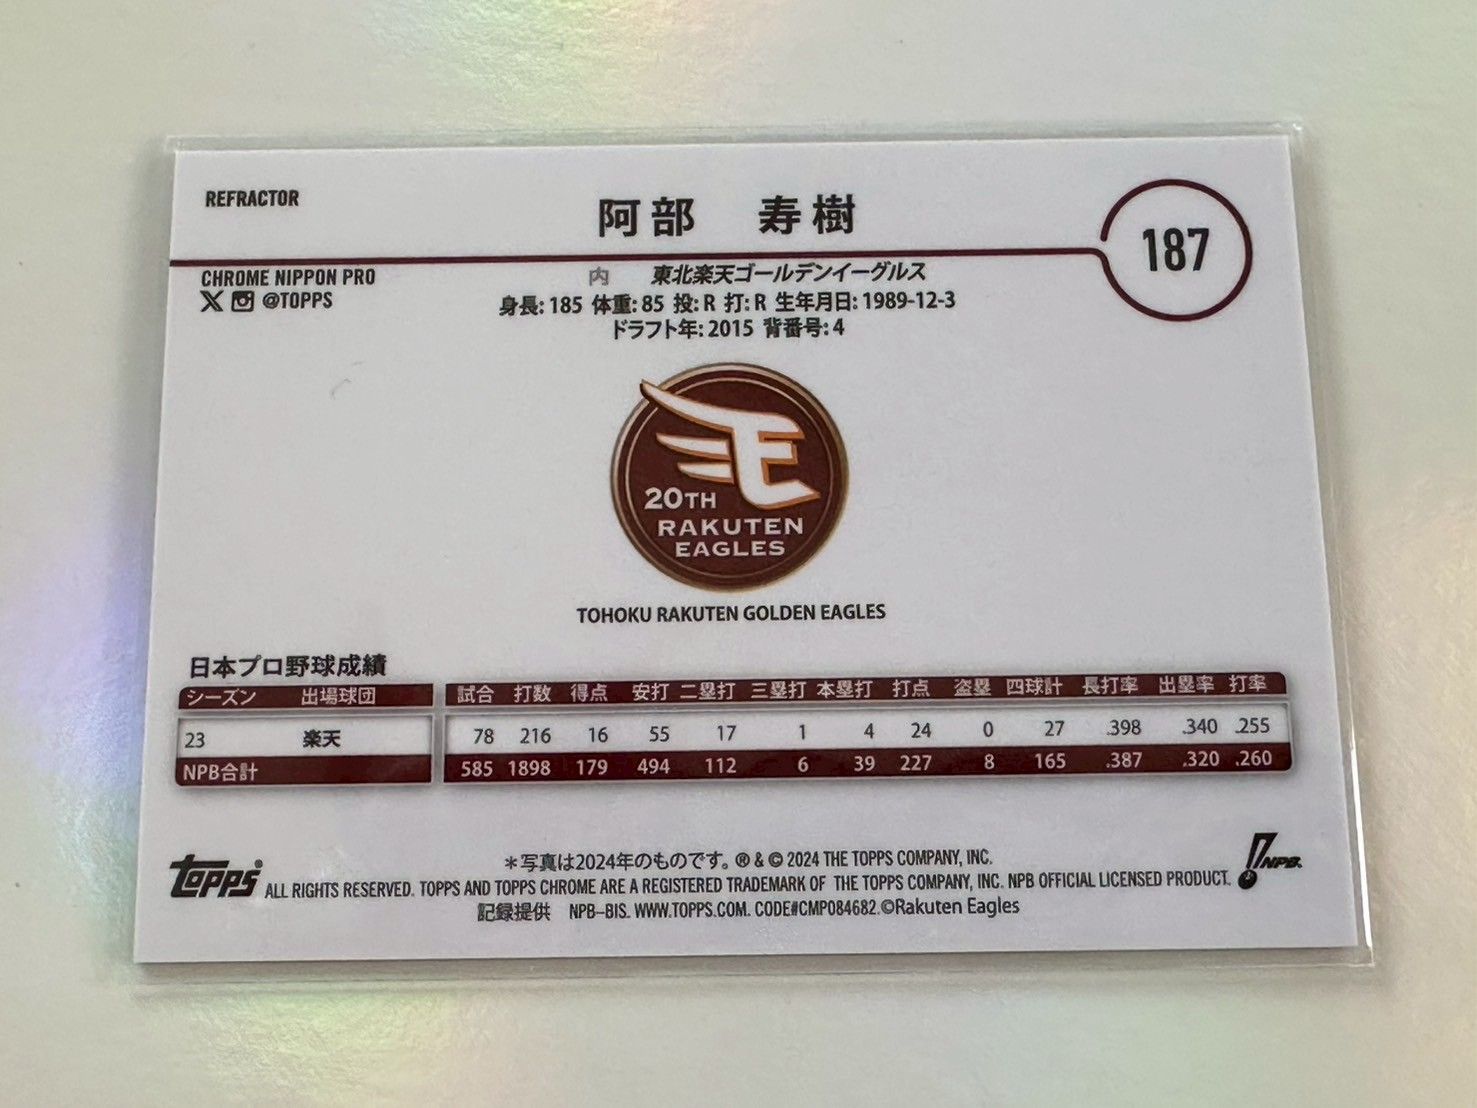 REFRACTOR
阿部 寿樹
187
CHROME NIPPON PRO
@TOPPS
内 東北楽天ゴールデンイーグルス
身長: 185 体重: 85 投: R 打: R 生年月日: 1989-12-3
ドラフト年: 2015 背番号: 4
20TH
RAKUTEN
EAGLES
TOHOKU RAKUTEN GOLDEN EAGLES
日本プロ野球成績
シーズン 出場球団 試合 打数 得点 安打 二塁打 三塁打 本塁打 打点 盗塁 四球計 長打率 出塁率 打率
23 楽天 78 216 16 55 17 1 4 24 0 27 .398 .340 .255
NPB合計 585 1898 179 494 112 6 39 227 8 165 .387 .320 .260
＊写真は2024年のものです。® & © 2024 THE TOPPS COMPANY, INC.
Topps® ALL RIGHTS RESERVED. TOPPS AND TOPPS CHROME ARE A REGISTERED TRADEMARK OF THE TOPPS COMPANY, INC. NPB OFFICIAL LICENSED PRODUCT. NPB.
記録提供 NPB–BIS. WWW.TOPPS.COM. CODE#CMP084682.©Rakuten Eagles